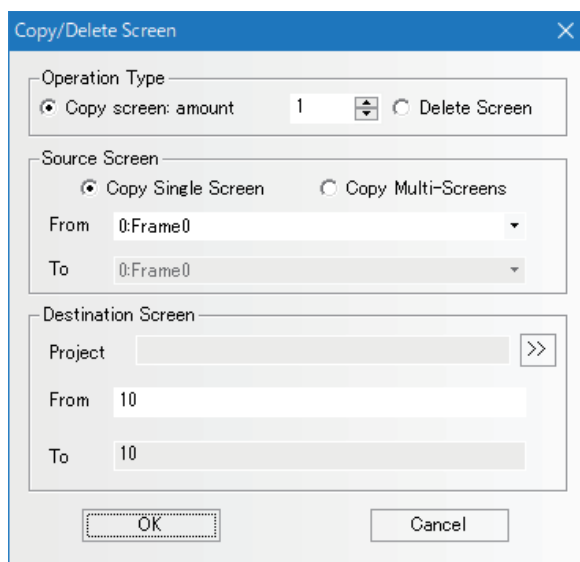 Copy/Delete Screen
Operation Type
Copy screen: amount 1 Delete Screen
Source Screen
Copy Single Screen Copy Multi-Screens
From 0:Frame0
To 0:Frame0
Destination Screen
Project >>
From 10
To 10
OK Cancel